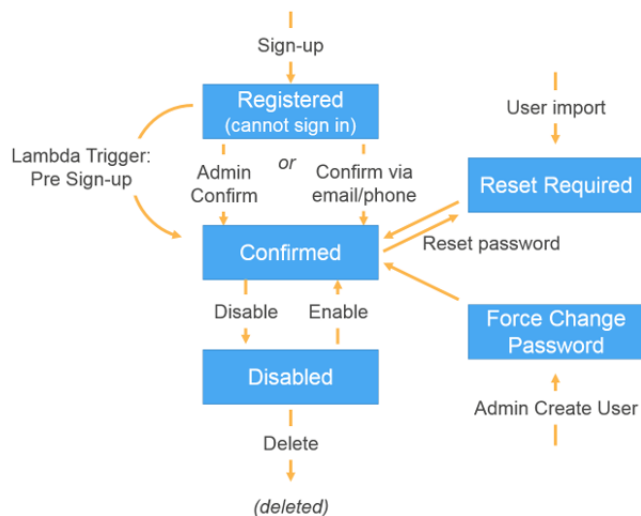 Sign-up
Registered
(cannot sign in)
User import
Lambda Trigger:
Pre Sign-up
or
Admin
Confirm
Confirm via
email/phone
Reset Required
Reset password
Confirmed
Disable
Enable
Force Change
Password
Disabled
Admin Create User
Delete
(deleted)